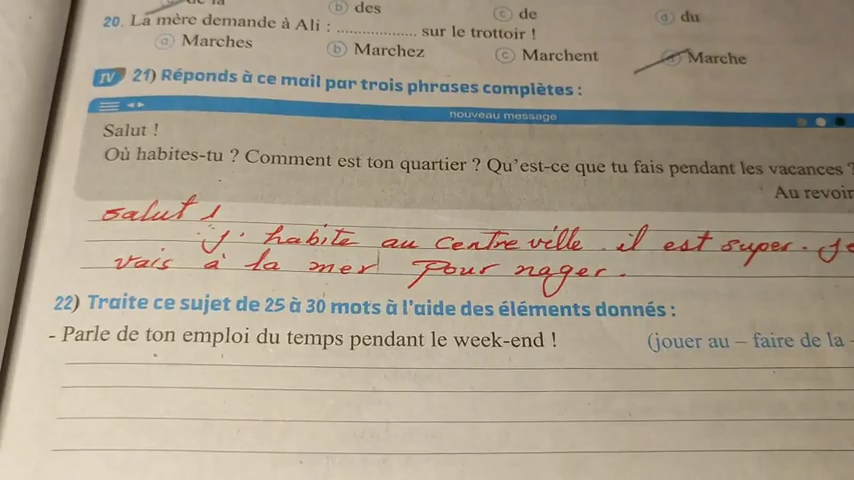 de la ⓑ des ⓒ de ⓓ du
20. La mère demande à Ali : .................. sur le trottoir !
ⓐ Marches ⓑ Marchez ⓒ Marchent Marche
IV 21) Réponds à ce mail par trois phrases complètes :
nouveau message
Salut !
Où habites-tu ? Comment est ton quartier ? Qu'est-ce que tu fais pendant les vacances ?
Au revoir
salut !
j' habite au centre ville. il est super. Je
vais à la mer pour nager.
22) Traite ce sujet de 25 à 30 mots à l'aide des éléments donnés :
- Parle de ton emploi du temps pendant le week-end ! (jouer au – faire de la -